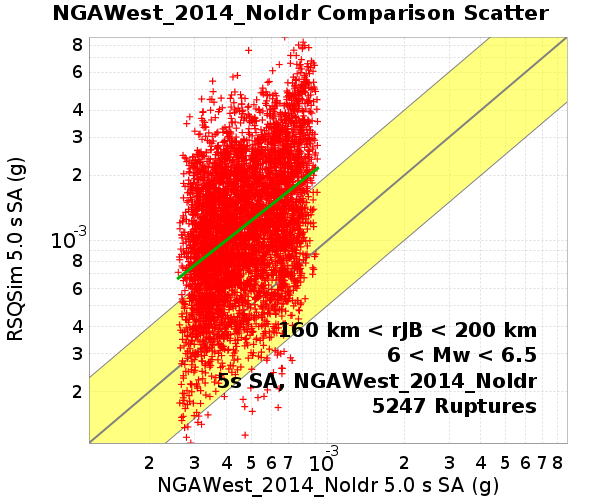 NGAWest_2014_NoIdr Comparison Scatter
RSQSim 5.0 s SA (g)
8
6
4
3
2
10-3
8
6
4
3
2
160 km < rJB < 200 km
6 < Mw < 6.5
5s SA, NGAWest_2014_NoIdr
5247 Ruptures
2 3 4 5 6 7 10-3 2 3 4 5 6 7 8
NGAWest_2014_NoIdr 5.0 s SA (g)